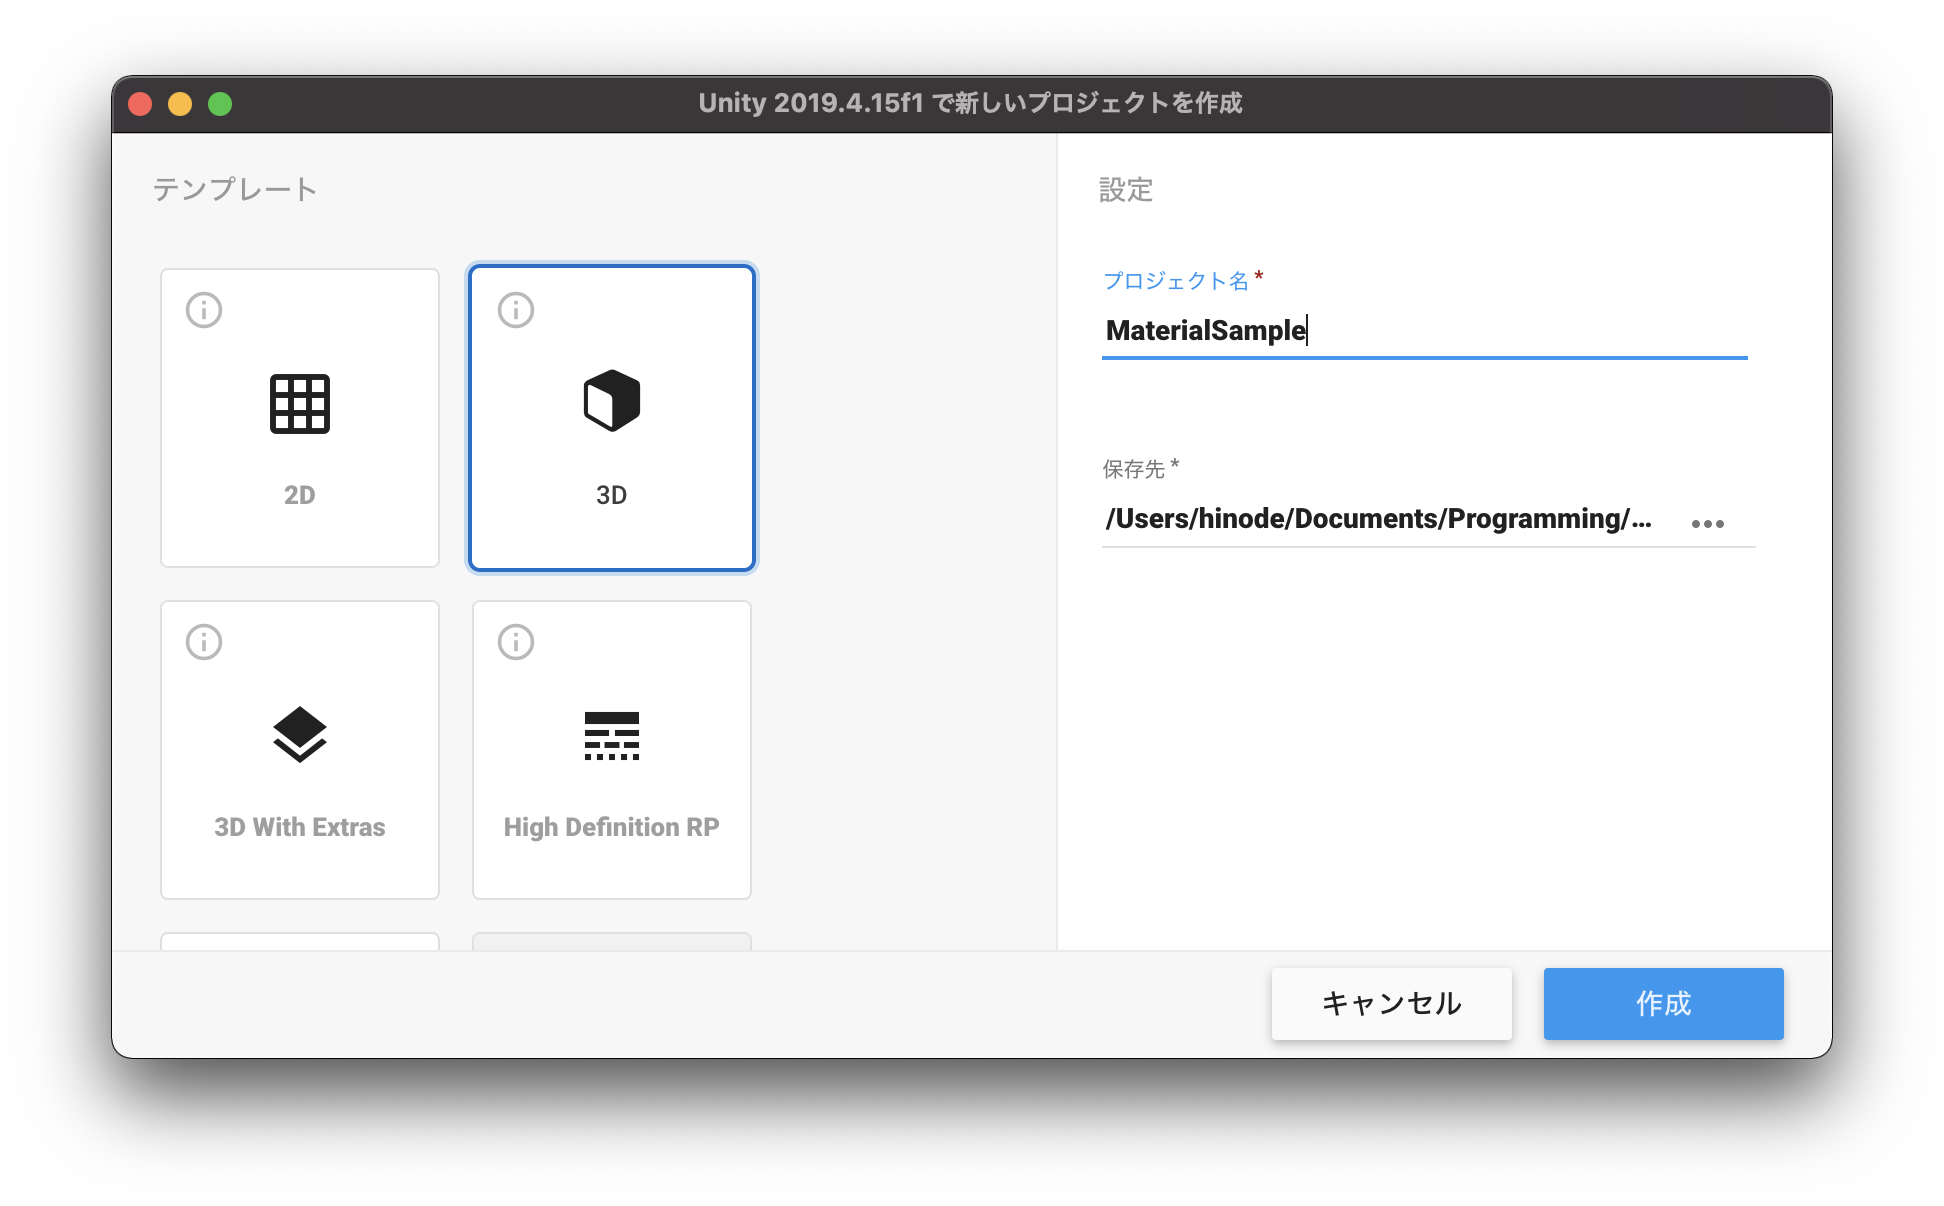 Unity 2019.4.15f1 で新しいプロジェクトを作成
テンプレート
2D
3D
3D With Extras
High Definition RP
設定
プロジェクト名 *
MaterialSample
保存先 *
/Users/hinode/Documents/Programming/...
キャンセル
作成